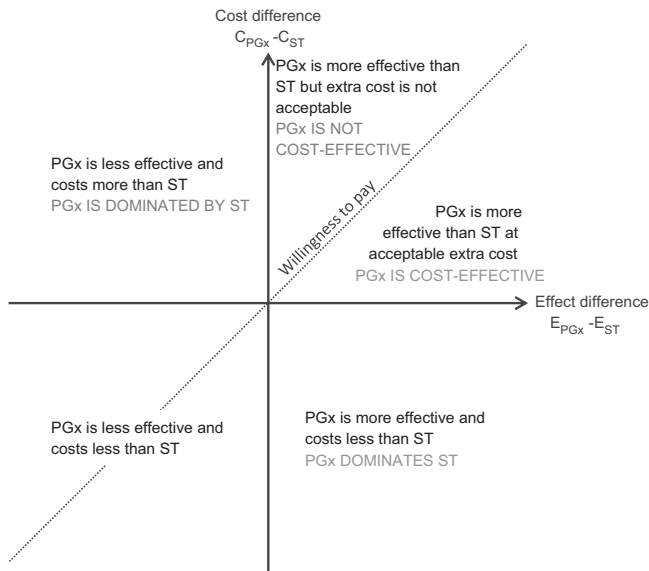 Cost difference
C_PGx -C_ST
PGx is more effective than
ST but extra cost is not
acceptable
PGx IS NOT
COST-EFFECTIVE
PGx is less effective and
costs more than ST
PGx IS DOMINATED BY ST
Willingness to pay
PGx is more
effective than ST at
acceptable extra cost
PGx IS COST-EFFECTIVE
Effect difference
E_PGx -E_ST
PGx is less effective and
costs less than ST
PGx is more effective and
costs less than ST
PGx DOMINATES ST